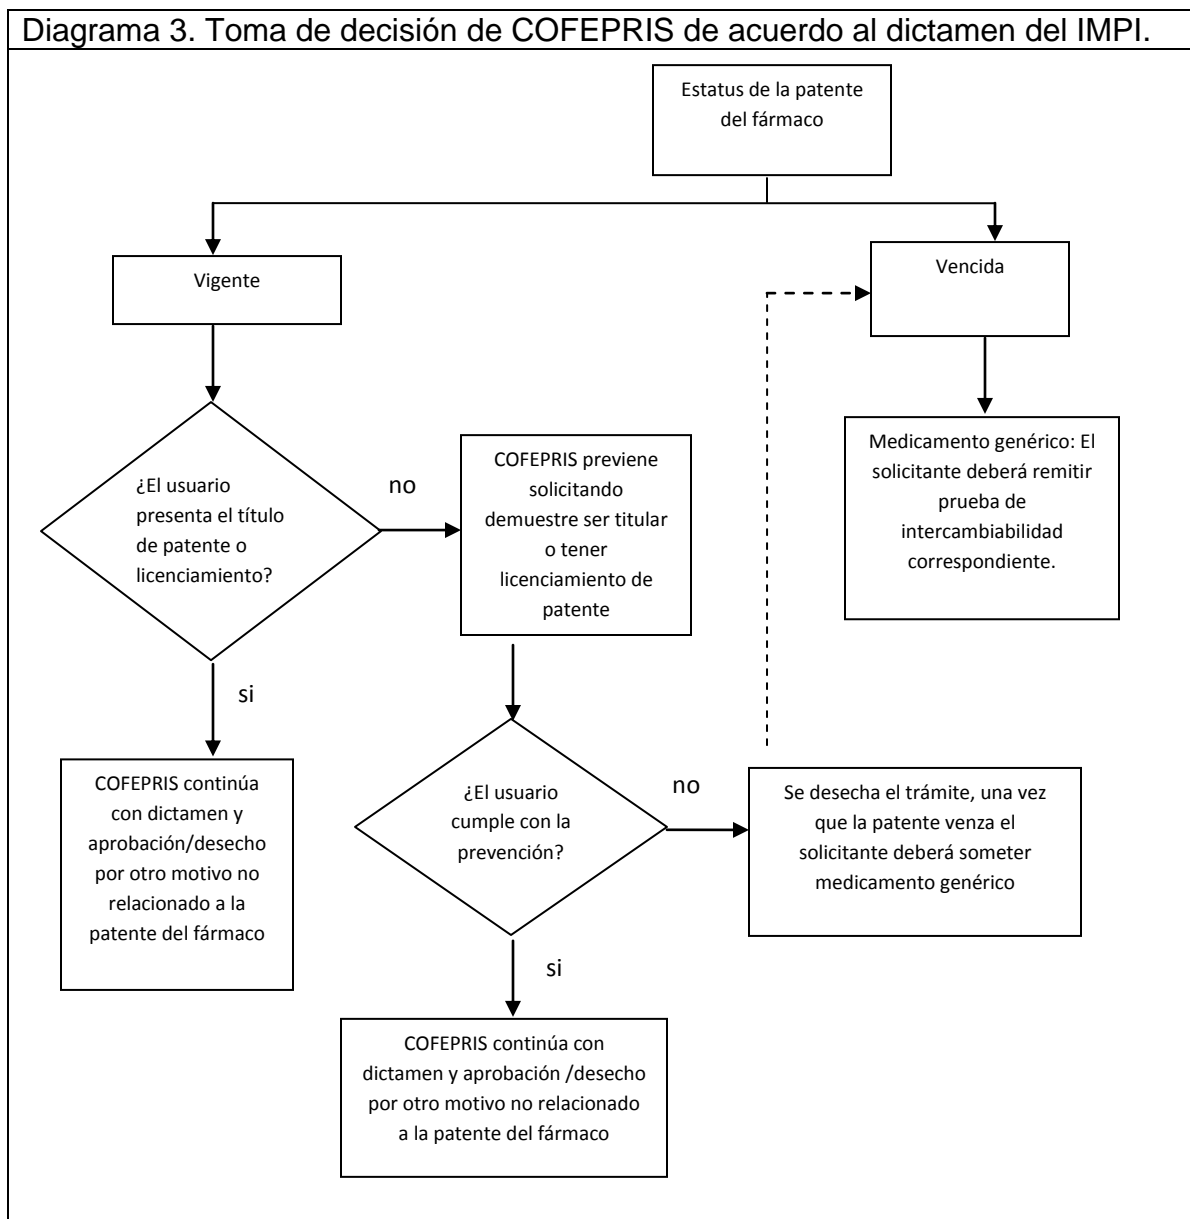 Diagrama 3. Toma de decisión de COFEPRIS de acuerdo al dictamen del IMPI.
Estatus de la patente
del fármaco
Vigente
Vencida
¿El usuario
presenta el título
de patente o
licenciamiento?
no
COFEPRIS previene
solicitando
demuestre ser titular
o tener
licenciamiento de
patente
Medicamento genérico: El
solicitante deberá remitir
prueba de
intercambiabilidad
correspondiente.
si
COFEPRIS continúa
con dictamen y
aprobación/desecho
por otro motivo no
relacionado a la
patente del fármaco
¿El usuario
cumple con la
prevención?
no
Se desecha el trámite, una vez
que la patente venza el
solicitante deberá someter
medicamento genérico
si
COFEPRIS continúa con
dictamen y aprobación /desecho
por otro motivo no relacionado
a la patente del fármaco